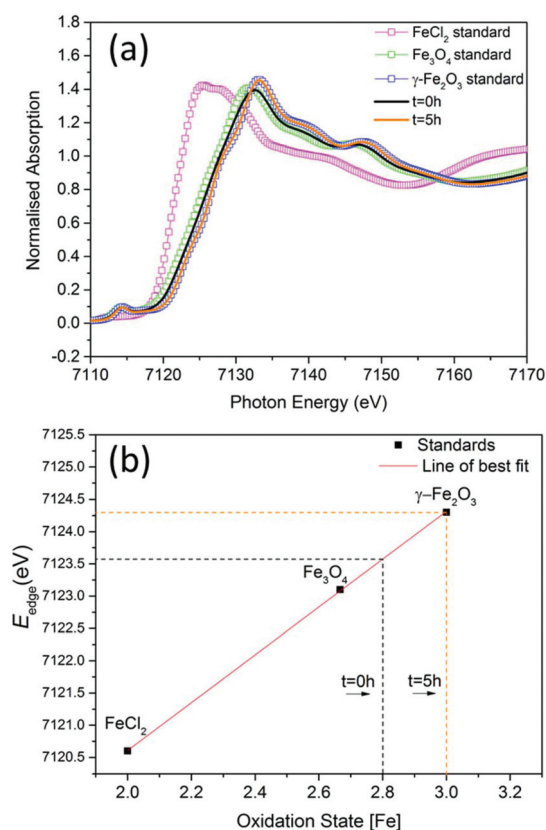 (a)
FeCl₂ standard
Fe₃O₄ standard
γ-Fe₂O₃ standard
t=0h
t=5h
Normalised Absorption
1.8
1.6
1.4
1.2
1.0
0.8
0.6
0.4
0.2
0.0
-0.2
7110 7120 7130 7140 7150 7160 7170
Photon Energy (eV)
(b)
Standards
Line of best fit
γ–Fe₂O₃
Fe₃O₄
FeCl₂
t=0h
t=5h
E_edge(eV)
7125.5
7125.0
7124.5
7124.0
7123.5
7123.0
7122.5
7122.0
7121.5
7121.0
7120.5
2.0 2.2 2.4 2.6 2.8 3.0 3.2
Oxidation State [Fe]